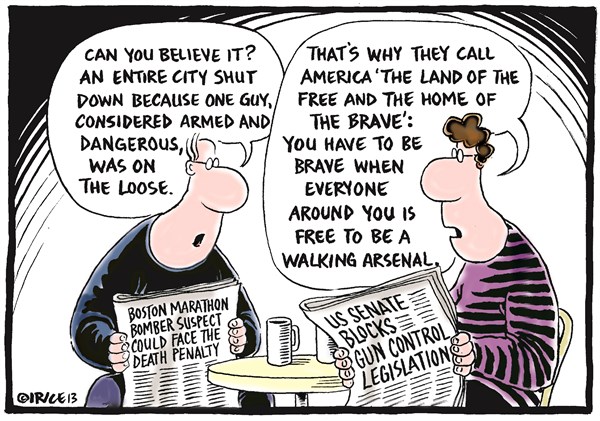 CAN YOU BELIEVE IT?
AN ENTIRE CITY SHUT
DOWN BECAUSE ONE GUY,
CONSIDERED ARMED AND
DANGEROUS,
WAS ON
THE LOOSE.
THAT'S WHY THEY CALL
AMERICA 'THE LAND OF THE
FREE AND THE HOME OF
THE BRAVE':
YOU HAVE TO BE
BRAVE WHEN
EVERYONE
AROUND YOU IS
FREE TO BE A
WALKING ARSENAL.
BOSTON MARATHON
BOMBER SUSPECT
COULD FACE THE
DEATH PENALTY
US SENATE
BLOCKS
GUN CONTROL
LEGISLATION